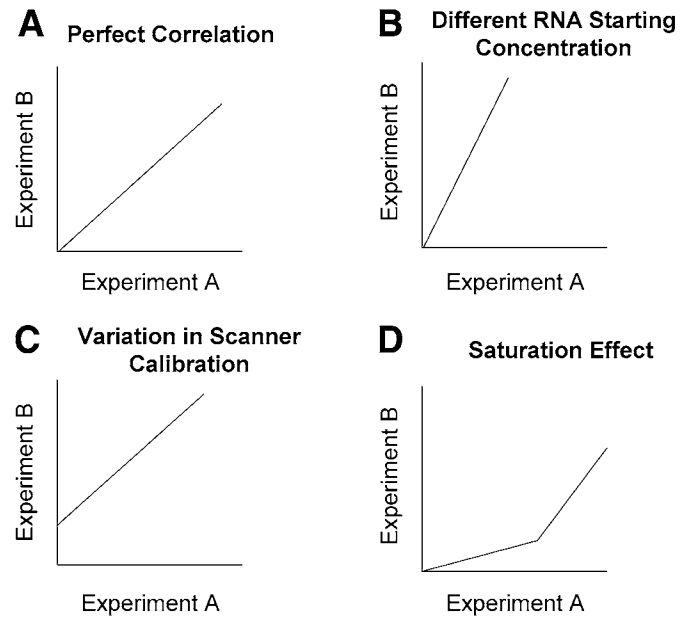 A
Perfect Correlation
Experiment B
Experiment A
B
Different RNA Starting
Concentration
Experiment B
Experiment A
C
Variation in Scanner
Calibration
Experiment B
Experiment A
D
Saturation Effect
Experiment B
Experiment A